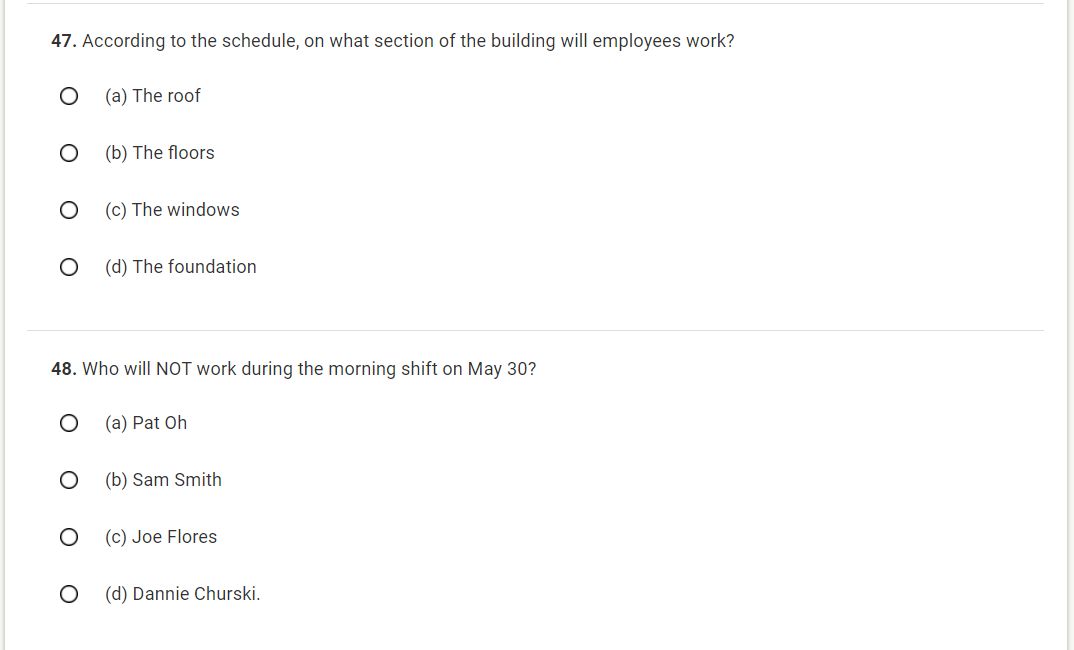 47. According to the schedule, on what section of the building will employees work?
(a) The roof
(b) The floors
(c) The windows
(d) The foundation
48. Who will NOT work during the morning shift on May 30?
(a) Pat Oh
(b) Sam Smith
(c) Joe Flores
(d) Dannie Churski.